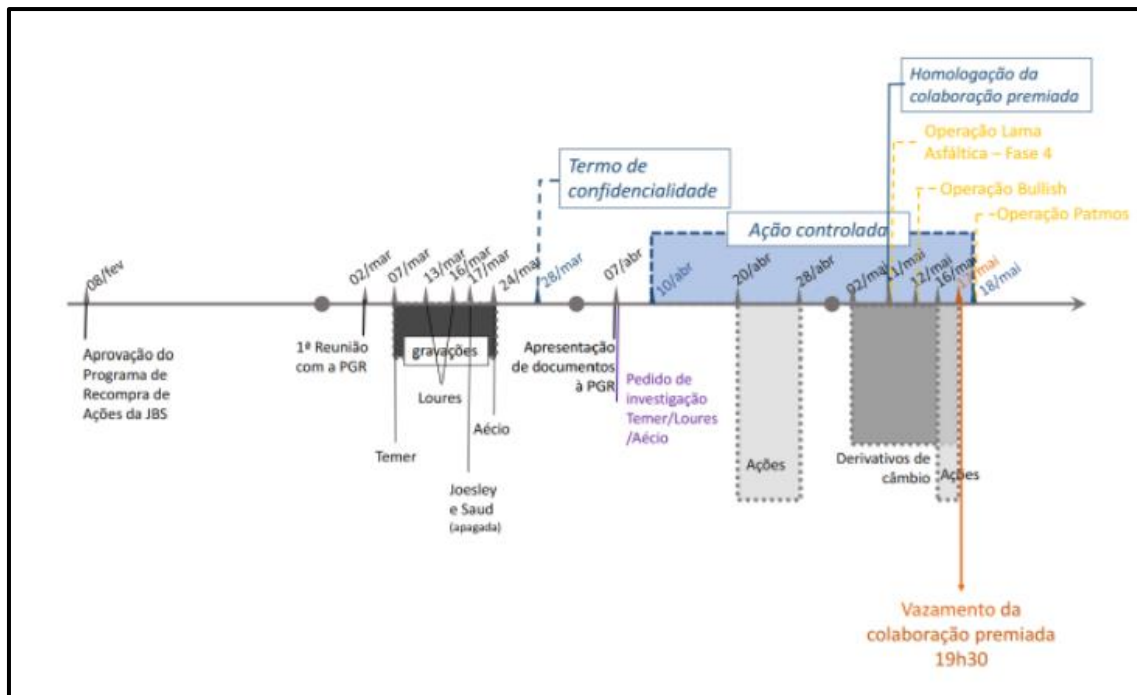 Homologação da
colaboração premiada
Operação Lama
Asfáltica – Fase 4
Termo de
confidencialidade
Operação Bullish
Operação Patmos
Ação controlada
08/fev
02/mar
07/mar
13/mar
16/mar
17/mar
24/mar
28/mar
07/abr
10/abr
20/abr
28/abr
02/mai
11/mai
12/mai
16/mar
18/mai
Aprovação do
Programa de
Recompra de
Ações da JBS
1ª Reunião
com a PGR
gravações
Loures
Temer
Aécio
Joesley
e Saud
(apagada)
Apresentação
de documentos
à PGR
Pedido de
investigação
Temer/Loures
/Aécio
Ações
Derivativos de
câmbio
Ações
Vazamento da
colaboração premiada
19h30